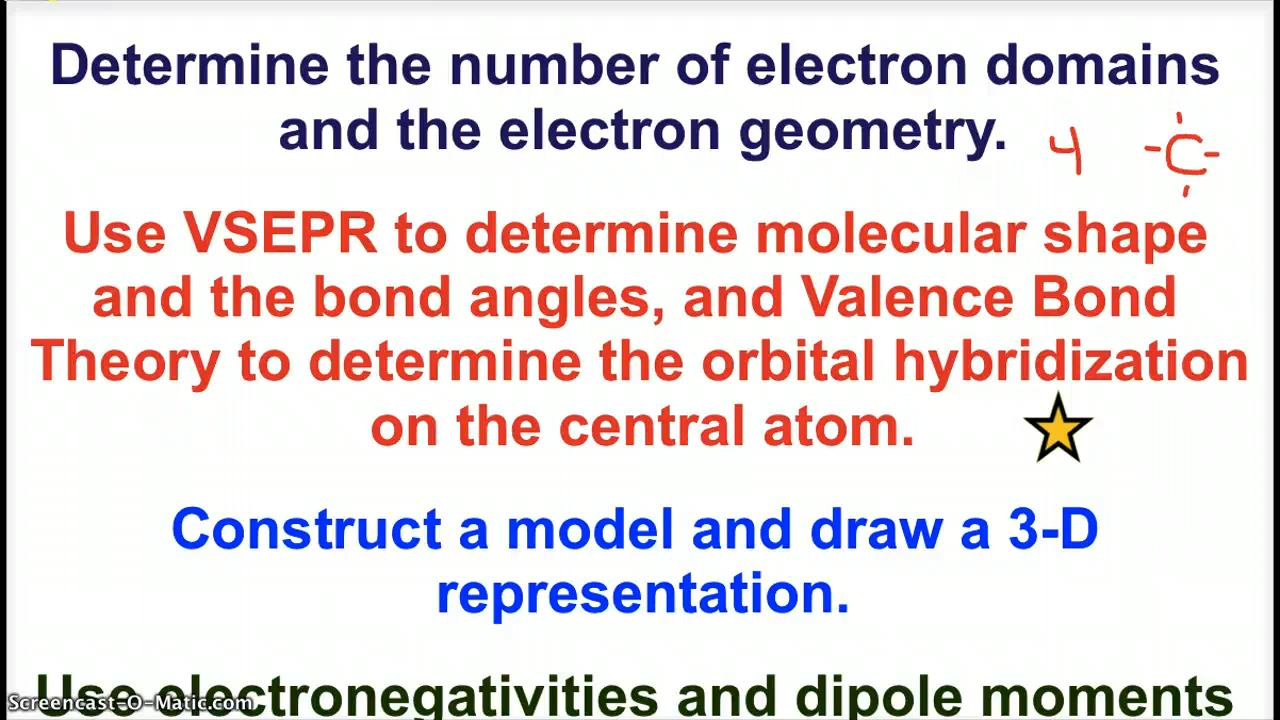 Determine the number of electron domains
and the electron geometry. 4 -C-
Use VSEPR to determine molecular shape
and the bond angles, and Valence Bond
Theory to determine the orbital hybridization
on the central atom.
Construct a model and draw a 3-D
representation.
Use electronegativities and dipole moments
Screencast-O-Matic.com